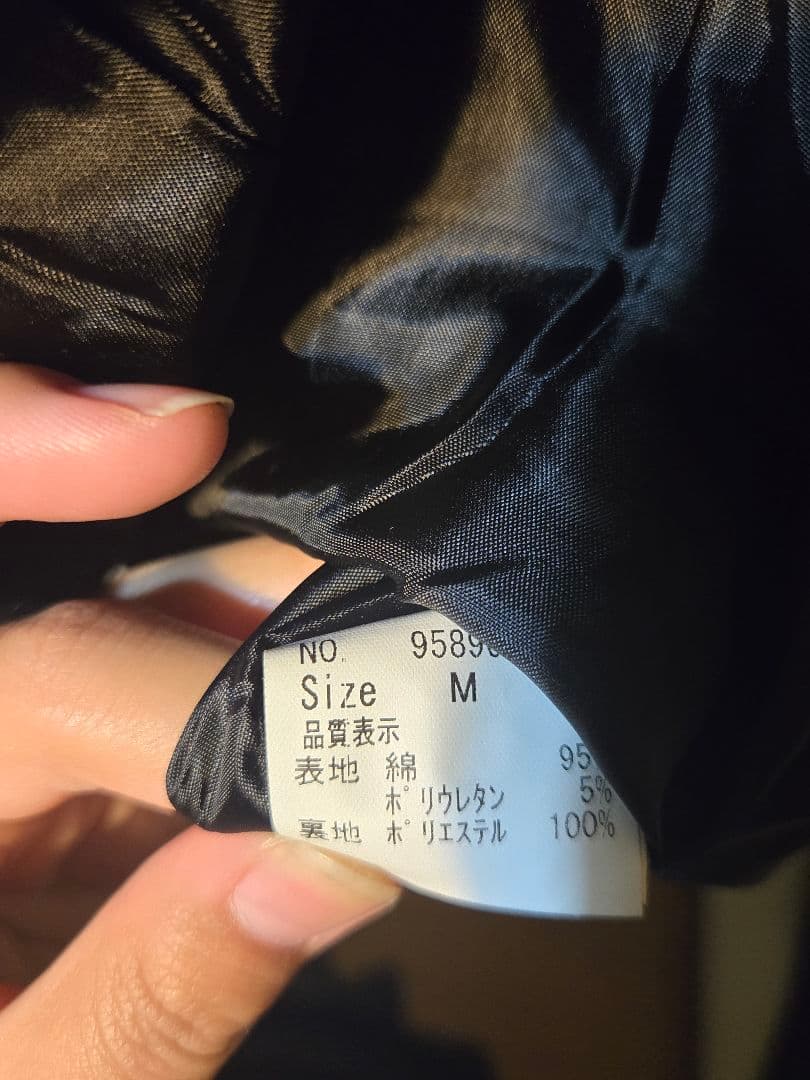 NO. 9589
Size M
品質表示
表地 綿 95
ポリウレタン 5%
裏地 ポリエステル 100%